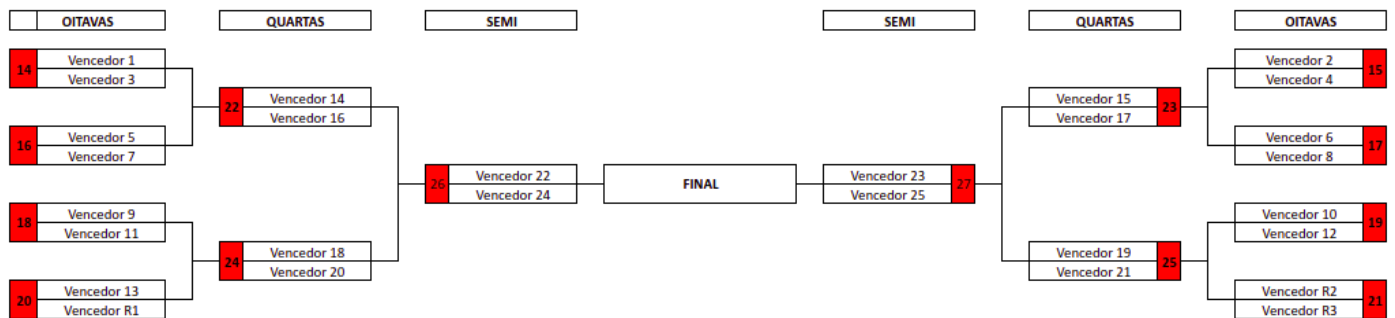 OITAVAS QUARTAS SEMI SEMI QUARTAS OITAVAS
14 Vencedor 1 Vencedor 2 15
Vencedor 3 Vencedor 4
22 Vencedor 14 Vencedor 15 23
Vencedor 16 Vencedor 17
16 Vencedor 5 Vencedor 6 17
Vencedor 7 Vencedor 8
26 Vencedor 22 FINAL Vencedor 23 27
Vencedor 24 Vencedor 25
18 Vencedor 9 Vencedor 10 19
Vencedor 11 Vencedor 12
24 Vencedor 18 Vencedor 19 25
Vencedor 20 Vencedor 21
20 Vencedor 13 Vencedor R2 21
Vencedor R1 Vencedor R3